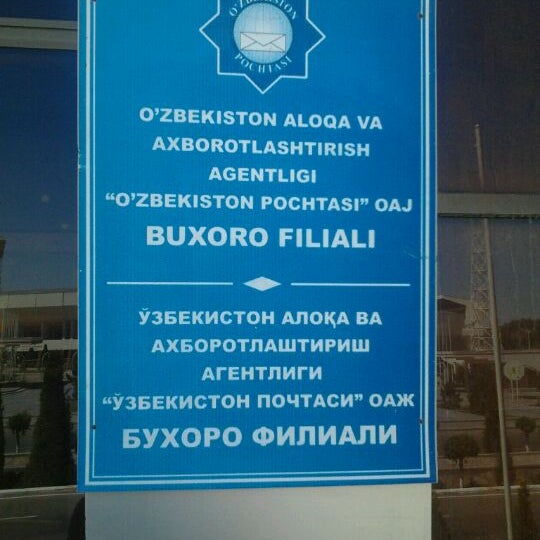 O'ZBEKISTON
POCHTASI
O'ZBEKISTON ALOQA VA
AXBOROTLASHTIRISH
AGENTLIGI
“O'ZBEKISTON POCHTASI” OAJ
BUXORO FILIALI
ЎЗБЕКИСТОН АЛОҚА ВА
АХБОРОТЛАШТИРИШ
АГЕНТЛИГИ
“ЎЗБЕКИСТОН ПОЧТАСИ” ОАЖ
БУХОРО ФИЛИАЛИ